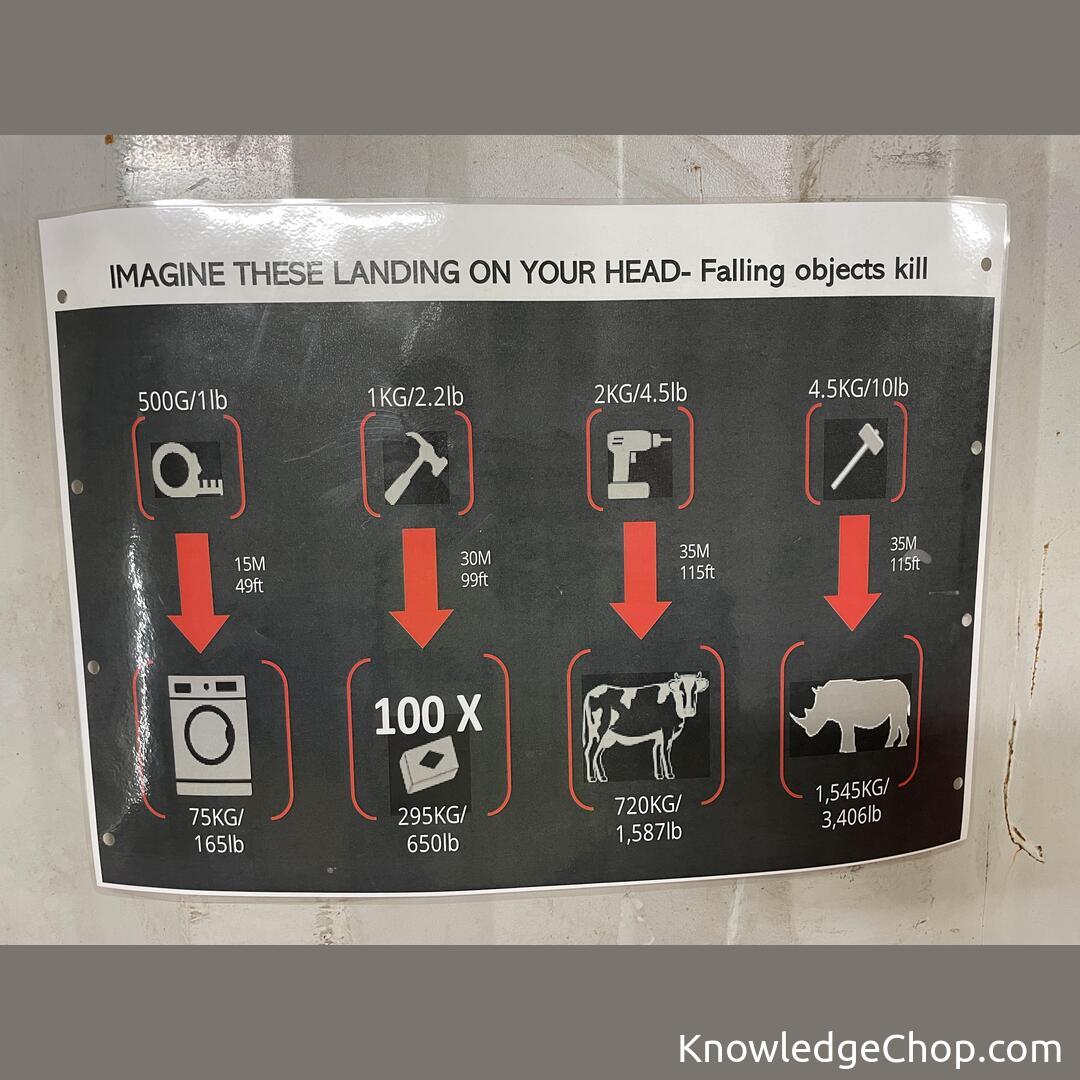 IMAGINE THESE LANDING ON YOUR HEAD- Falling objects kill
500G/1lb
1KG/2.2lb
2KG/4.5lb
4.5KG/10lb
15M
49ft
30M
99ft
35M
115ft
35M
115ft
100 X
75KG/
165lb
295KG/
650lb
720KG/
1,587lb
1,545KG/
3,406lb
KnowledgeChop.com